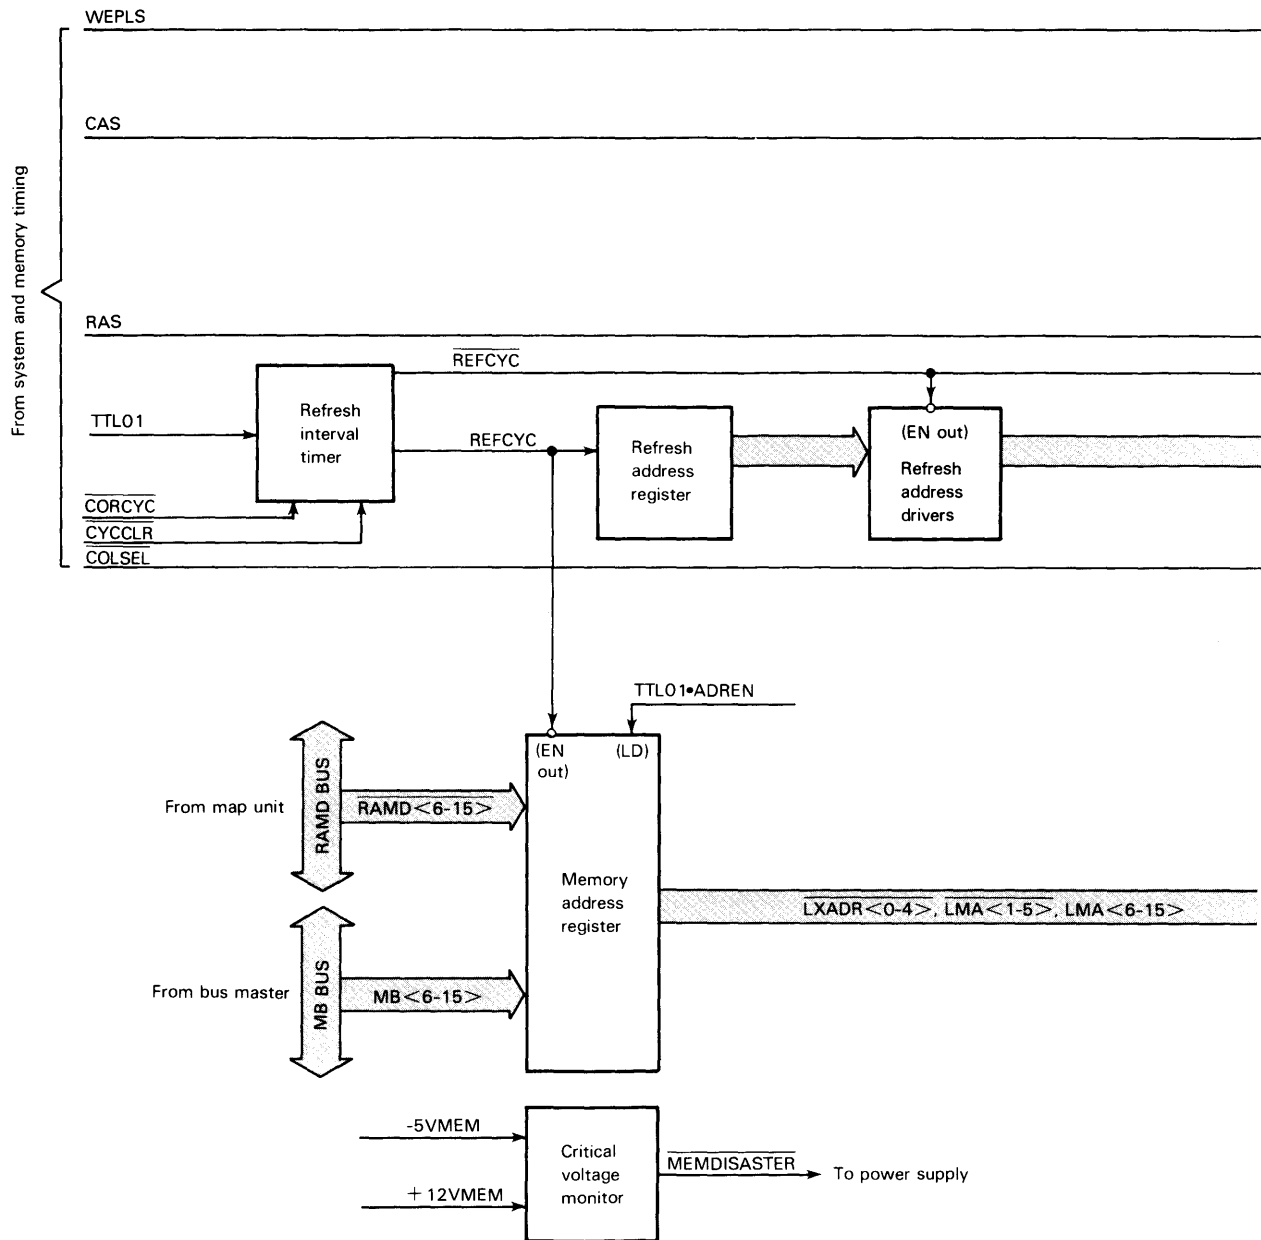 WEPLS
CAS
From system and memory timing
RAS
REFCYC
TTL01
Refresh
interval
timer
REFCYC
Refresh
address
register
(EN out)
Refresh
address
drivers
CORCYC
CYCCLR
COLSEL
TTL01•ADREN
(EN
out)
(LD)
From map unit
RAMD BUS
RAMD<6-15>
Memory
address
register
LXADR<0-4>, LMA<1-5>, LMA<6-15>
From bus master
MB BUS
MB<6-15>
-5VMEM
+12VMEM
Critical
voltage
monitor
MEMDISASTER
To power supply